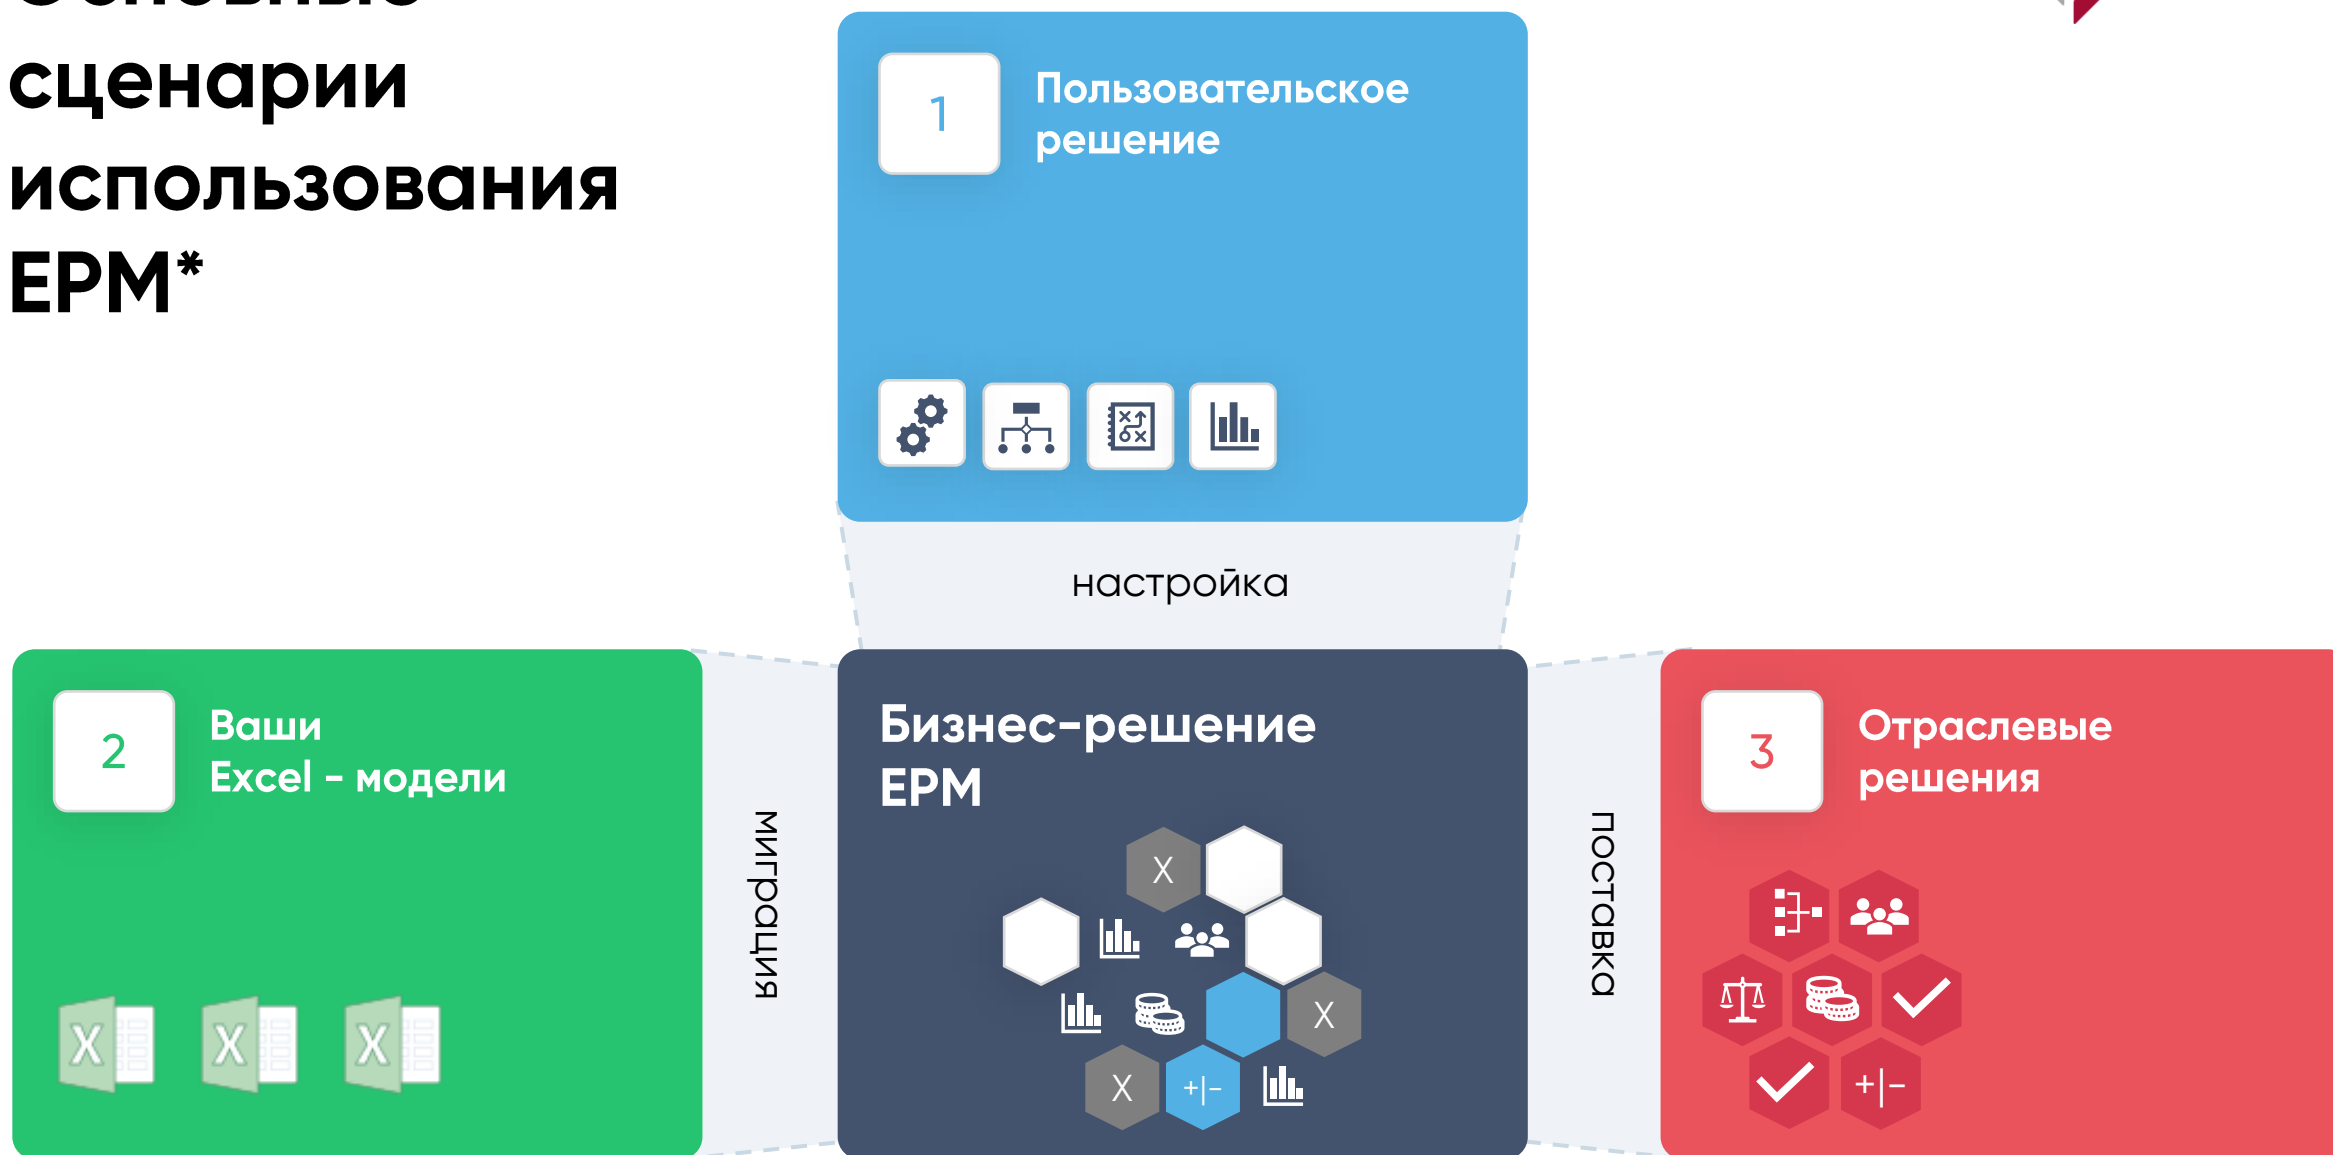 Основные
сценарии
использования
EPM*
1
Пользовательское
решение
настройка
2
Ваши
Excel - модели
миграция
Бизнес-решение
EPM
X
X
X
+|−
поставка
3
Отраслевые
решения
+|−
X
X
X